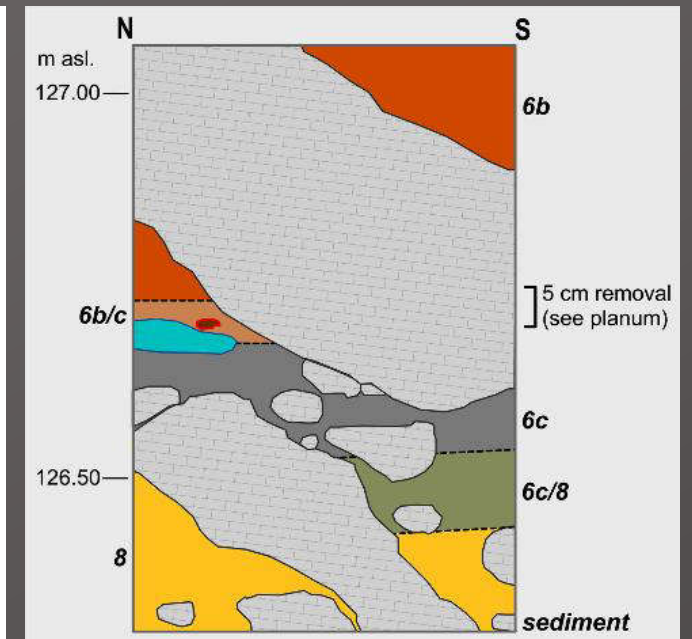 N
S
m asl.
127.00
6b
5 cm removal
(see planum)
6b/c
6c
126.50
6c/8
8
sediment